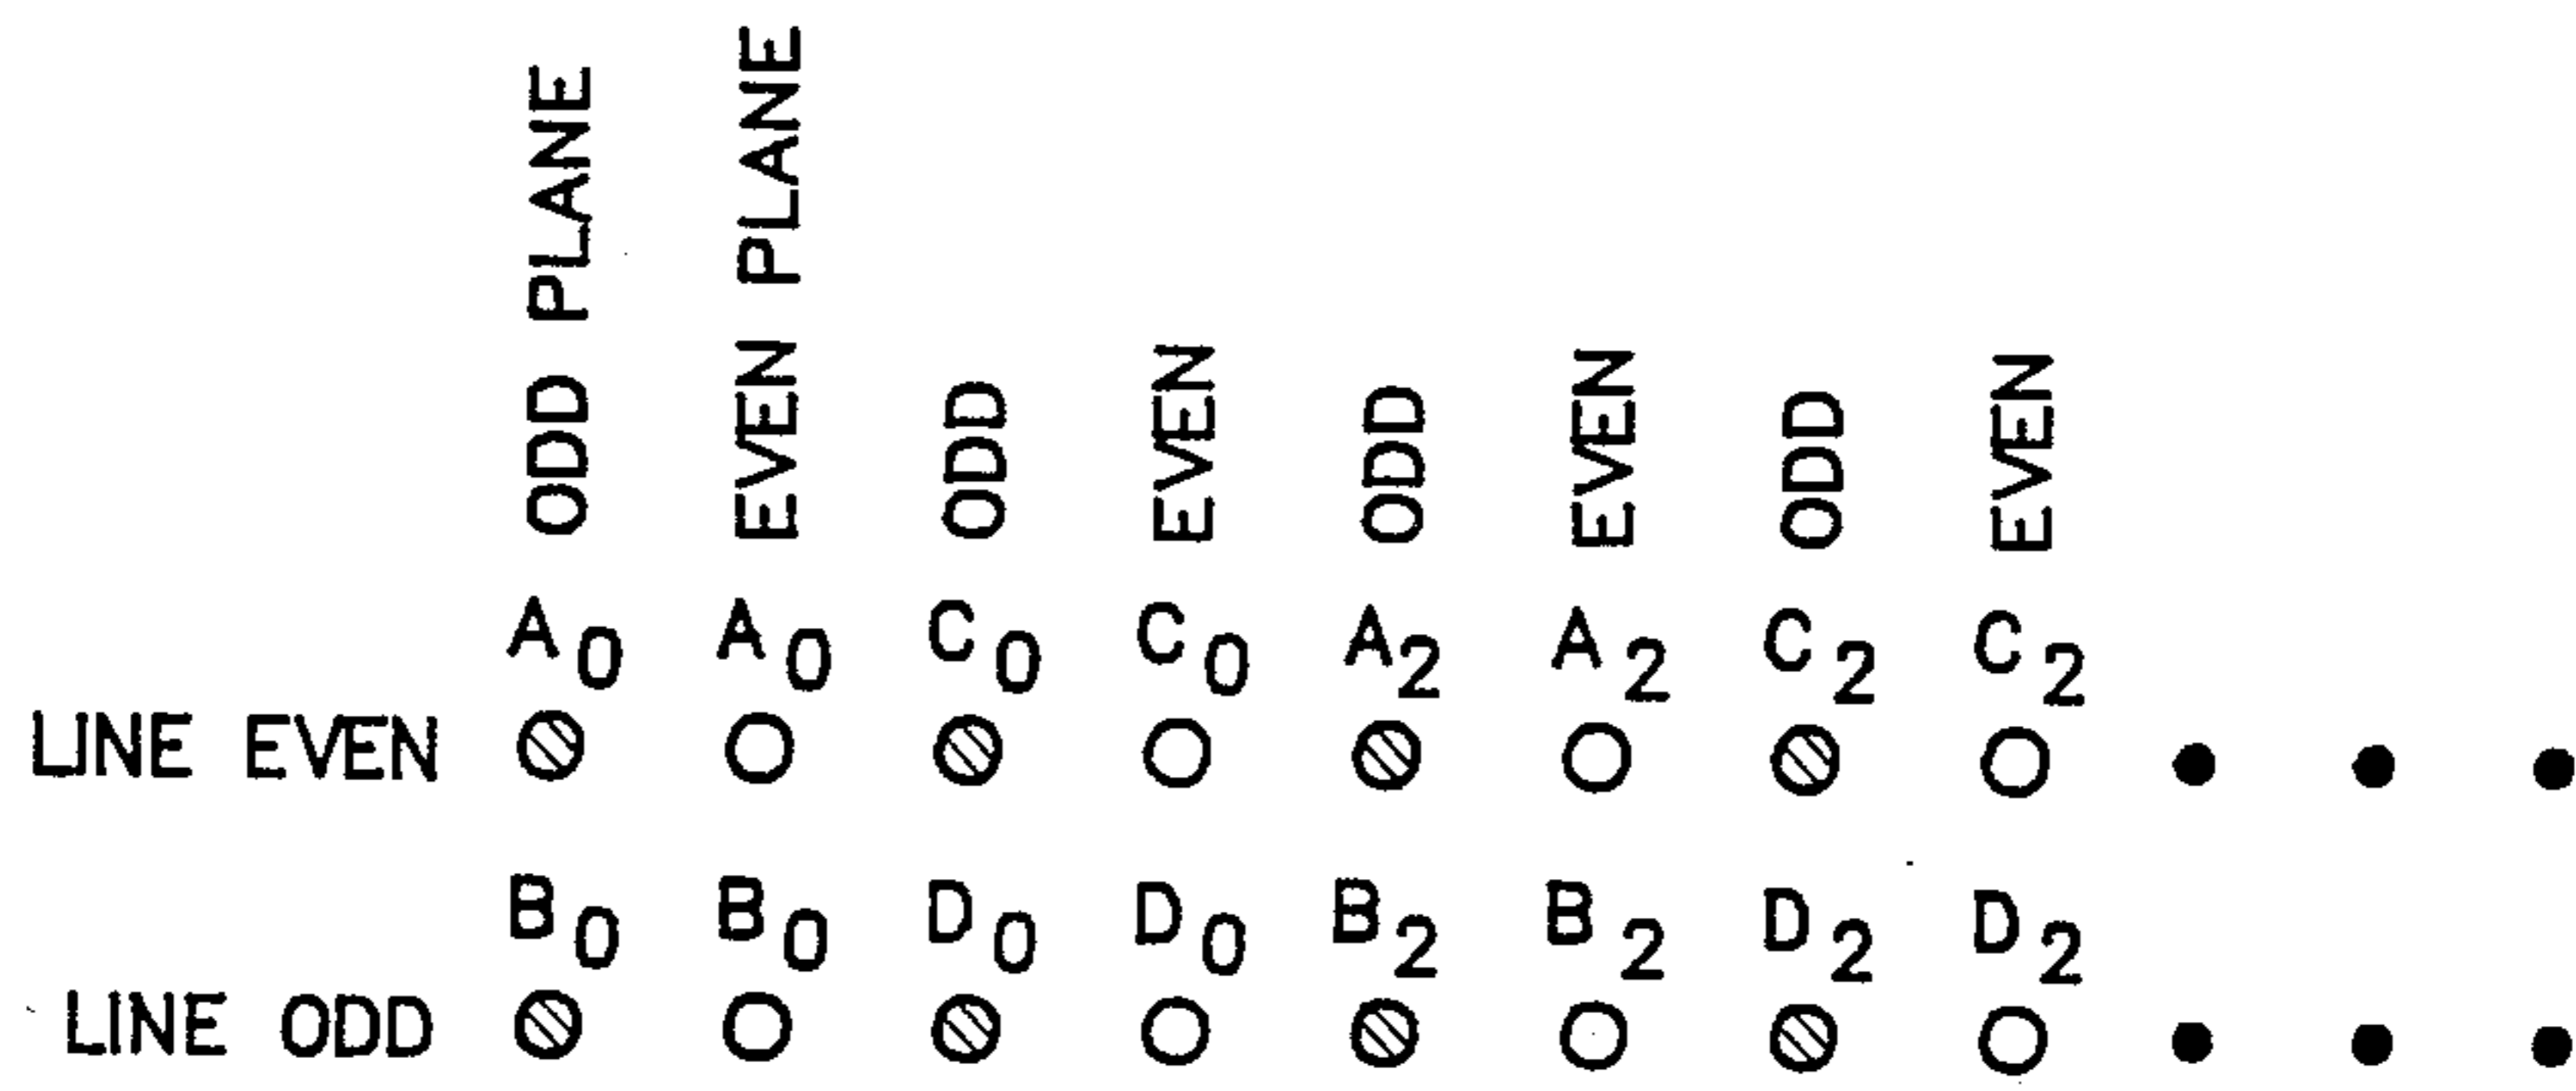 ODD PLANE EVEN PLANE ODD EVEN ODD EVEN ODD EVEN
A0 A0 C0 C0 A2 A2 C2 C2
LINE EVEN
B0 B0 D0 D0 B2 B2 D2 D2
LINE ODD